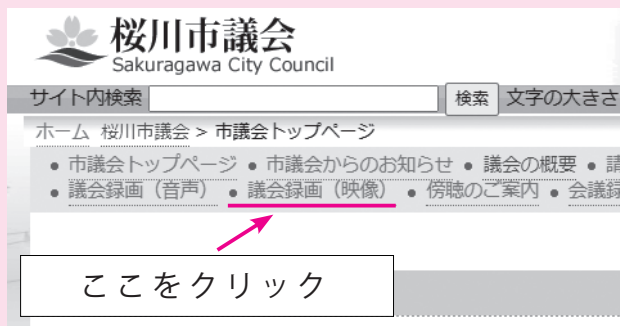 桜川市議会
Sakuragawa City Council
サイト内検索 検索 文字の大きさ
ホーム 桜川市議会 > 市議会トップページ
• 市議会トップページ • 市議会からのお知らせ • 議会の概要 •
• 議会録画（音声） • 議会録画（映像） • 傍聴のご案内 • 会議録
ここをクリック